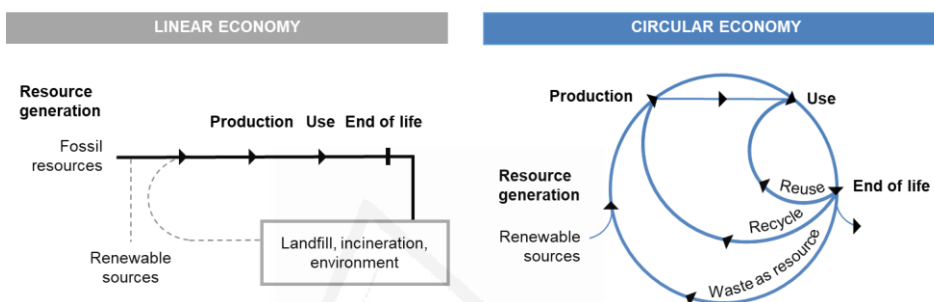 LINEAR ECONOMY
Resource
generation
Fossil
resources
Production Use End of life
Renewable
sources
Landfill, incineration,
environment
CIRCULAR ECONOMY
Production
Use
Resource
generation
Renewable
sources
End of life
Reuse
Recycle
Waste as resource